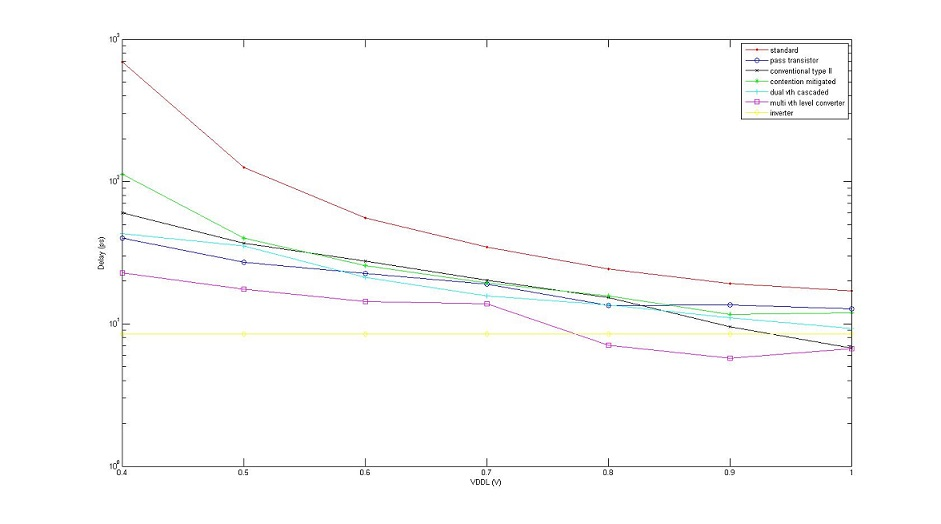 10³
standard
pass transistor
conventional type II
contention mitigated
dual vth cascaded
multi vth level converter
inverter
10²
Delay (ps)
10¹
10⁰
0.4 0.5 0.6 0.7 0.8 0.9 1
VDDL (V)